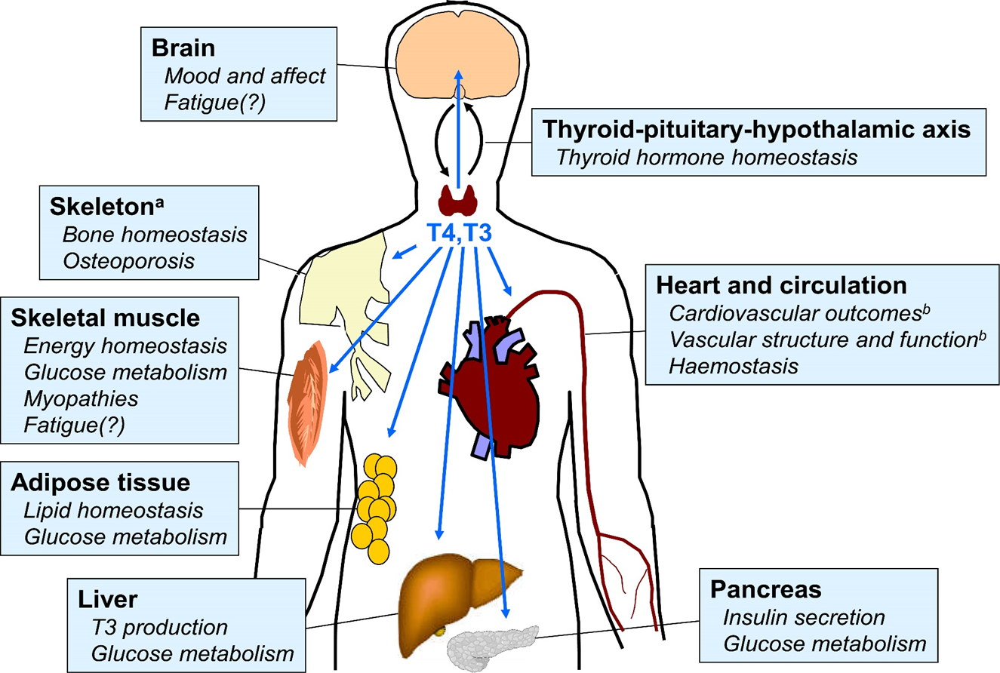 Brain
Mood and affect
Fatigue(?)
Thyroid-pituitary-hypothalamic axis
Thyroid hormone homeostasis
Skeletonᵃ
Bone homeostasis
Osteoporosis
T4,T3
Heart and circulation
Cardiovascular outcomesᵇ
Vascular structure and functionᵇ
Haemostasis
Skeletal muscle
Energy homeostasis
Glucose metabolism
Myopathies
Fatigue(?)
Adipose tissue
Lipid homeostasis
Glucose metabolism
Liver
T3 production
Glucose metabolism
Pancreas
Insulin secretion
Glucose metabolism